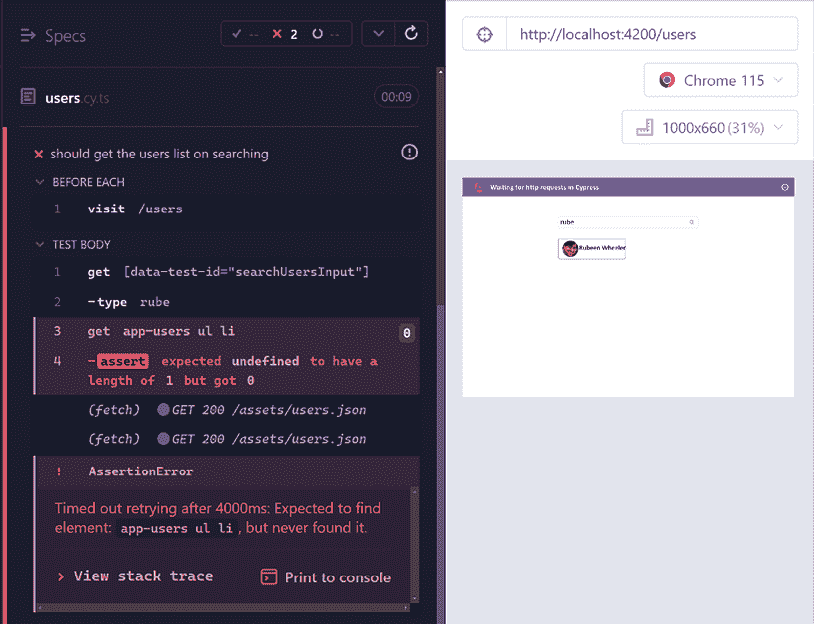 Specs
-- 2 --
users.cy.ts
00:09
should get the users list on searching
BEFORE EACH
1 visit /users
TEST BODY
1 get [data-test-id="searchUsersInput"]
2 -type rube
3 get app-users ul li 0
4 -assert expected undefined to have a
length of 1 but got 0
(fetch) GET 200 /assets/users.json
(fetch) GET 200 /assets/users.json
! AssertionError
Timed out retrying after 4000ms: Expected to find
element: app-users ul li, but never found it.
> View stack trace
Print to console
http://localhost:4200/users
Chrome 115
1000x660 (31%)
Waiting for http requests in Cypress
rube
Rubeen Wheeler